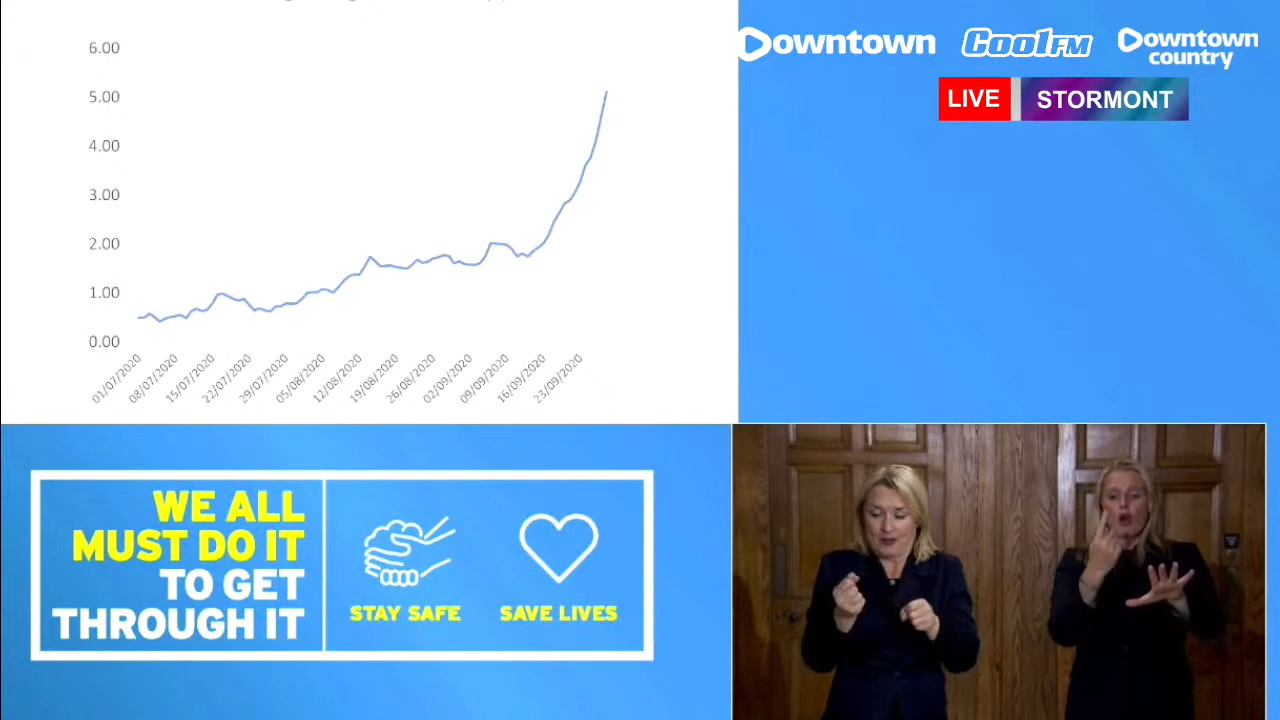 6.00
5.00
4.00
3.00
2.00
1.00
0.00
01/07/2020
08/07/2020
15/07/2020
22/07/2020
29/07/2020
05/08/2020
12/08/2020
19/08/2020
26/08/2020
02/09/2020
09/09/2020
16/09/2020
23/09/2020
Downtown
Cool FM
Downtown
country
LIVE STORMONT
WE ALL
MUST DO IT
TO GET
THROUGH IT
STAY SAFE
SAVE LIVES